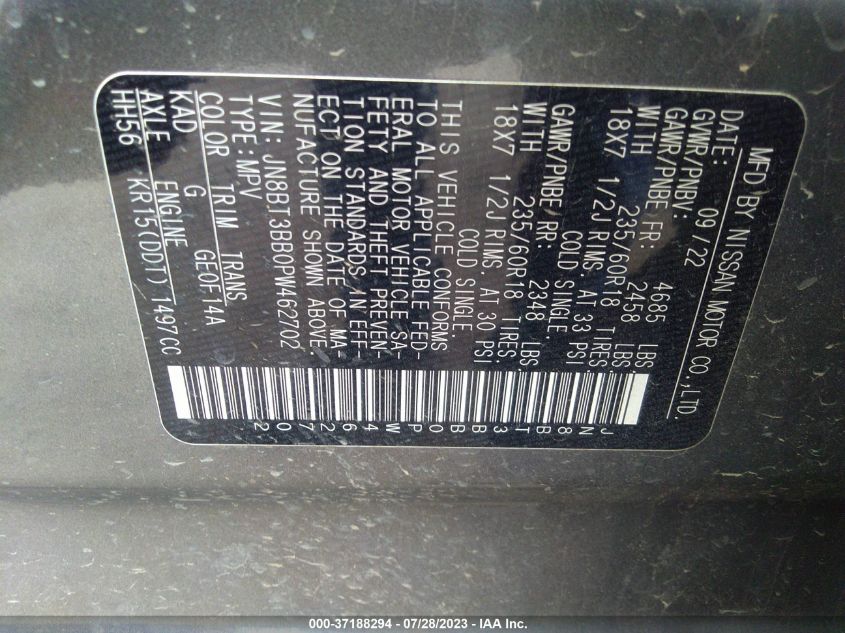 MFD BY NISSAN MOTOR CO.,LTD.
DATE: 09/22
GVWR/PNBV: 4685 LBS.
GAWR/PNBE FR: 2458 LBS.
WITH 235/60R18 TIRES,
18X7 1/2J RIMS. AT 33 PSI
COLD SINGLE.
GAWR/PNBE RR: 2348 LBS.
WITH 235/60R18 TIRES,
18X7 1/2J RIMS. AT 30 PSI
COLD SINGLE.
THIS VEHICLE CONFORMS
TO ALL APPLICABLE FED-
ERAL MOTOR VEHICLE SA-
FETY AND THEFT PREVEN-
TION STANDARDS IN EFF-
ECT ON THE DATE OF MA-
NUFACTURE SHOWN ABOVE
VIN: JN8BT3BB0PW462702
TYPE: MPV
COLOR TRIM TRANS
KAD G GE0F14A
AXLE ENGINE
HH56 KR15(DDT) 1497CC
JN8BT3BB0PW462702
000-37188294 - 07/28/2023 - IAA Inc.